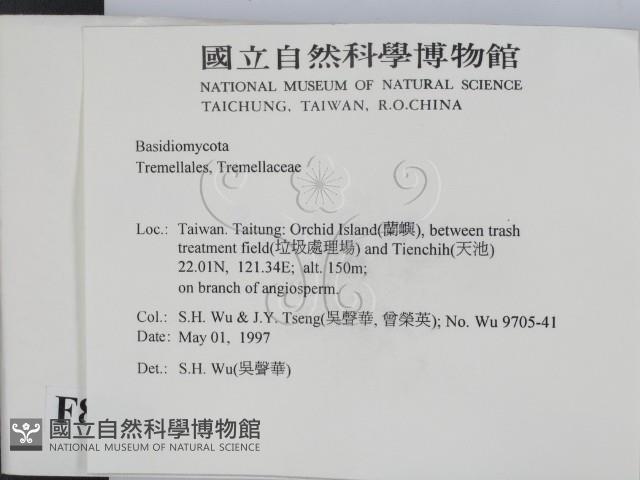 國立自然科學博物館
NATIONAL MUSEUM OF NATURAL SCIENCE
TAICHUNG, TAIWAN, R.O.CHINA
Basidiomycota
Tremellales, Tremellaceae
Loc.: Taiwan. Taitung: Orchid Island(蘭嶼), between trash
treatment field(垃圾處理場) and Tienchih(天池)
22.01N, 121.34E; alt. 150m;
on branch of angiosperm.
Col.: S.H. Wu & J.Y. Tseng(吳聲華, 曾榮英); No. Wu 9705-41
Date: May 01, 1997
Det.: S.H. Wu(吳聲華)
國立自然科學博物館
NATIONAL MUSEUM OF NATURAL SCIENCE